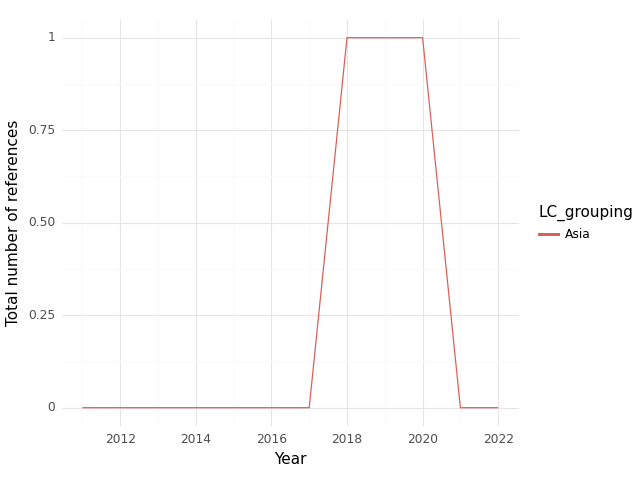 1
0.75
0.50
0.25
0
2012 2014 2016 2018 2020 2022
Year
Total number of references
LC_grouping
Asia